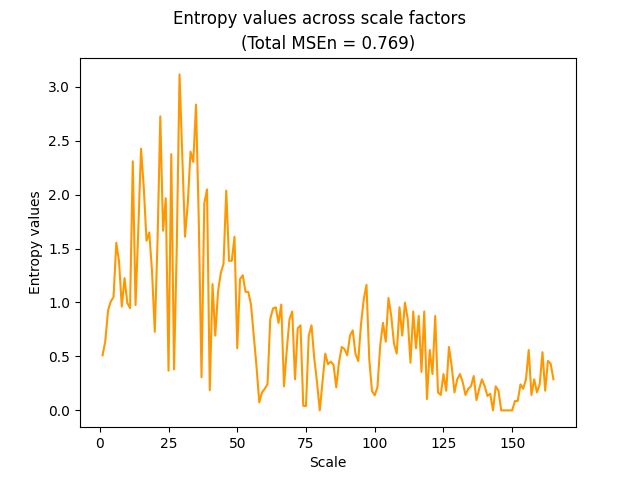 Entropy values across scale factors
(Total MSEn = 0.769)
Entropy values
3.0
2.5
2.0
1.5
1.0
0.5
0.0
0 25 50 75 100 125 150
Scale